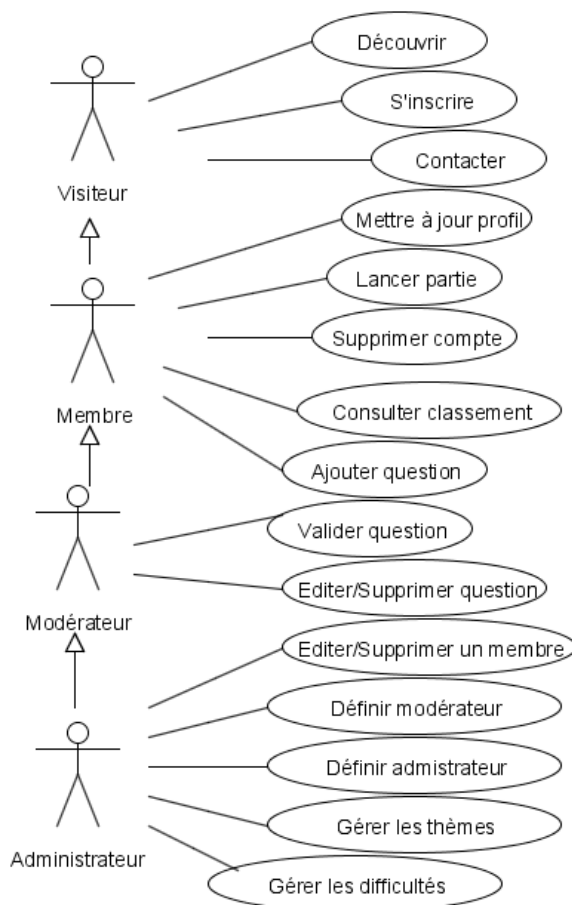 Découvrir
S'inscrire
Contacter
Visiteur
Mettre à jour profil
Lancer partie
Supprimer compte
Consulter classement
Membre
Ajouter question
Valider question
Editer/Supprimer question
Modérateur
Editer/Supprimer un membre
Définir modérateur
Définir admistrateur
Gérer les thèmes
Administrateur
Gérer les difficultés